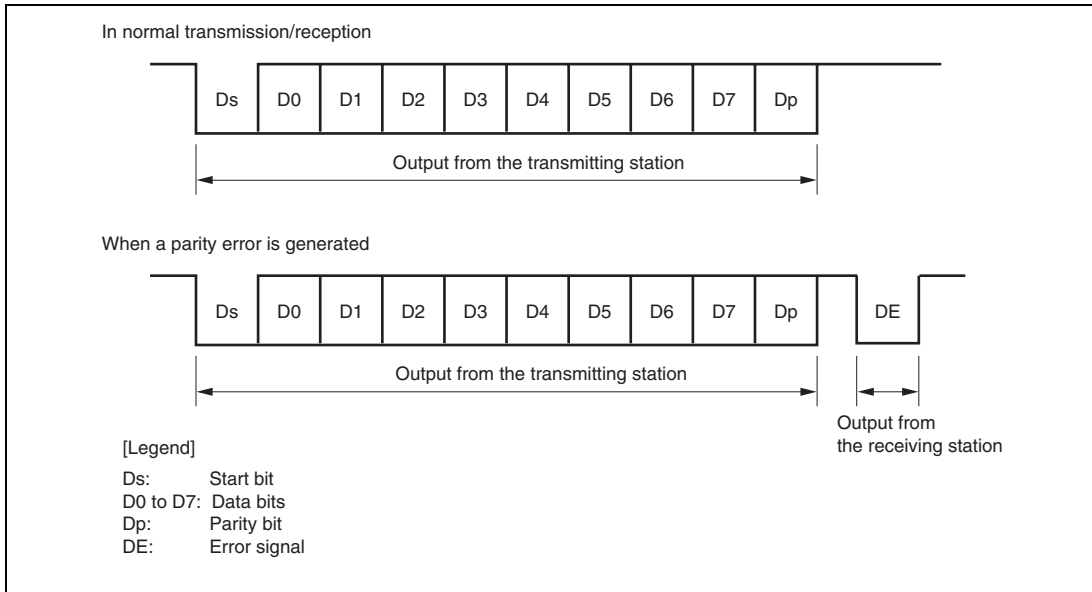 In normal transmission/reception
Ds D0 D1 D2 D3 D4 D5 D6 D7 Dp
Output from the transmitting station
When a parity error is generated
Ds D0 D1 D2 D3 D4 D5 D6 D7 Dp DE
Output from the transmitting station
Output from
the receiving station
[Legend]
Ds: Start bit
D0 to D7: Data bits
Dp: Parity bit
DE: Error signal